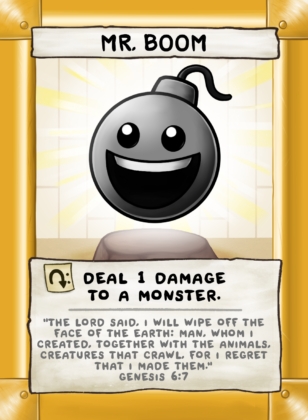 MR. BOOM
DEAL 1 DAMAGE
TO A MONSTER.
"THE LORD SAID, I WILL WIPE OFF THE
FACE OF THE EARTH: MAN, WHOM I
CREATED, TOGETHER WITH THE ANIMALS,
CREATURES THAT CRAWL, FOR I REGRET
THAT I MADE THEM."
GENESIS 6:7